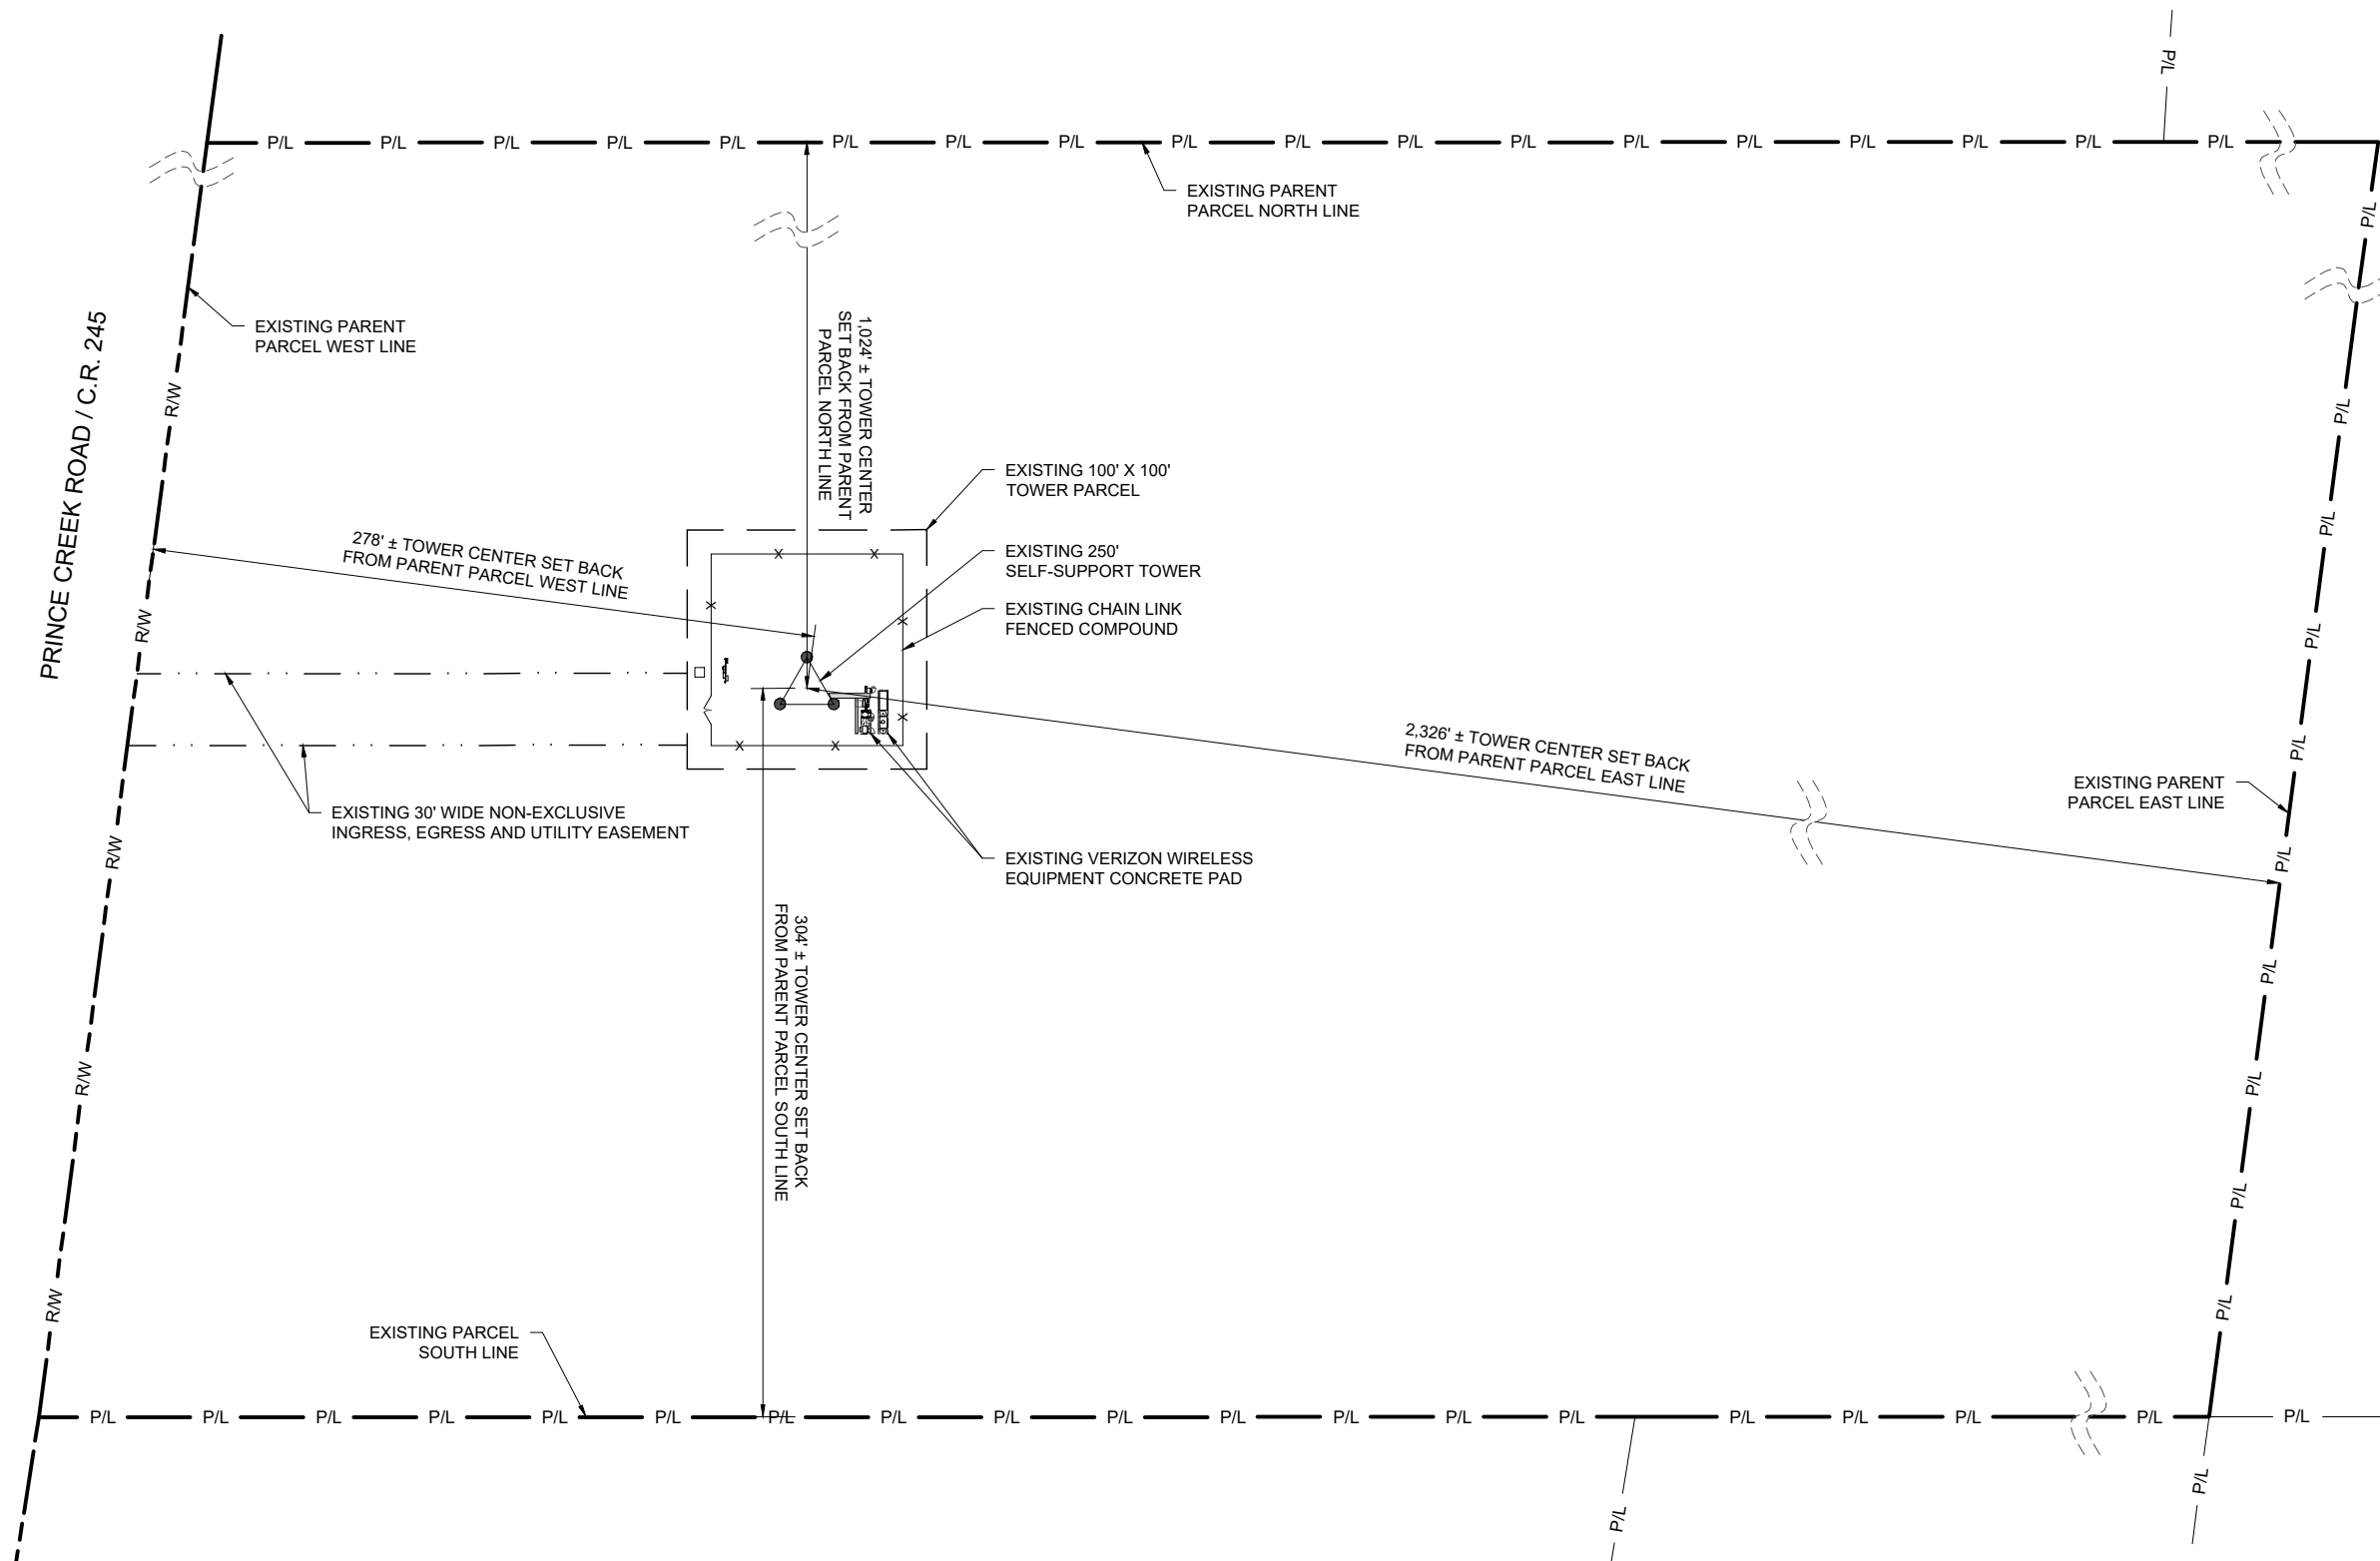 P/L
P/L P/L P/L P/L P/L P/L P/L P/L P/L P/L P/L P/L P/L P/L P/L P/L P/L P/L
EXISTING PARENT
PARCEL NORTH LINE
P/L
EXISTING PARENT
PARCEL WEST LINE
PRINCE CREEK ROAD / C.R. 245
R/W
1,024' ± TOWER CENTER
SET BACK FROM PARENT
PARCEL NORTH LINE
P/L
EXISTING 100' X 100'
TOWER PARCEL
P/L
278' ± TOWER CENTER SET BACK
FROM PARENT PARCEL WEST LINE
X X
EXISTING 250'
SELF-SUPPORT TOWER
X
EXISTING CHAIN LINK
FENCED COMPOUND
X
R/W
P/L
X
X X
2,326' ± TOWER CENTER SET BACK
FROM PARENT PARCEL EAST LINE
P/L
EXISTING PARENT
PARCEL EAST LINE
EXISTING 30' WIDE NON-EXCLUSIVE
INGRESS, EGRESS AND UTILITY EASEMENT
R/W
EXISTING VERIZON WIRELESS
EQUIPMENT CONCRETE PAD
P/L
304' ± TOWER CENTER SET BACK
FROM PARENT PARCEL SOUTH LINE
P/L
R/W
P/L
P/L
R/W
P/L
EXISTING PARCEL
SOUTH LINE
P/L P/L P/L P/L P/L P/L P/L P/L P/L P/L P/L P/L P/L P/L P/L P/L P/L P/L P/L
P/L
P/L